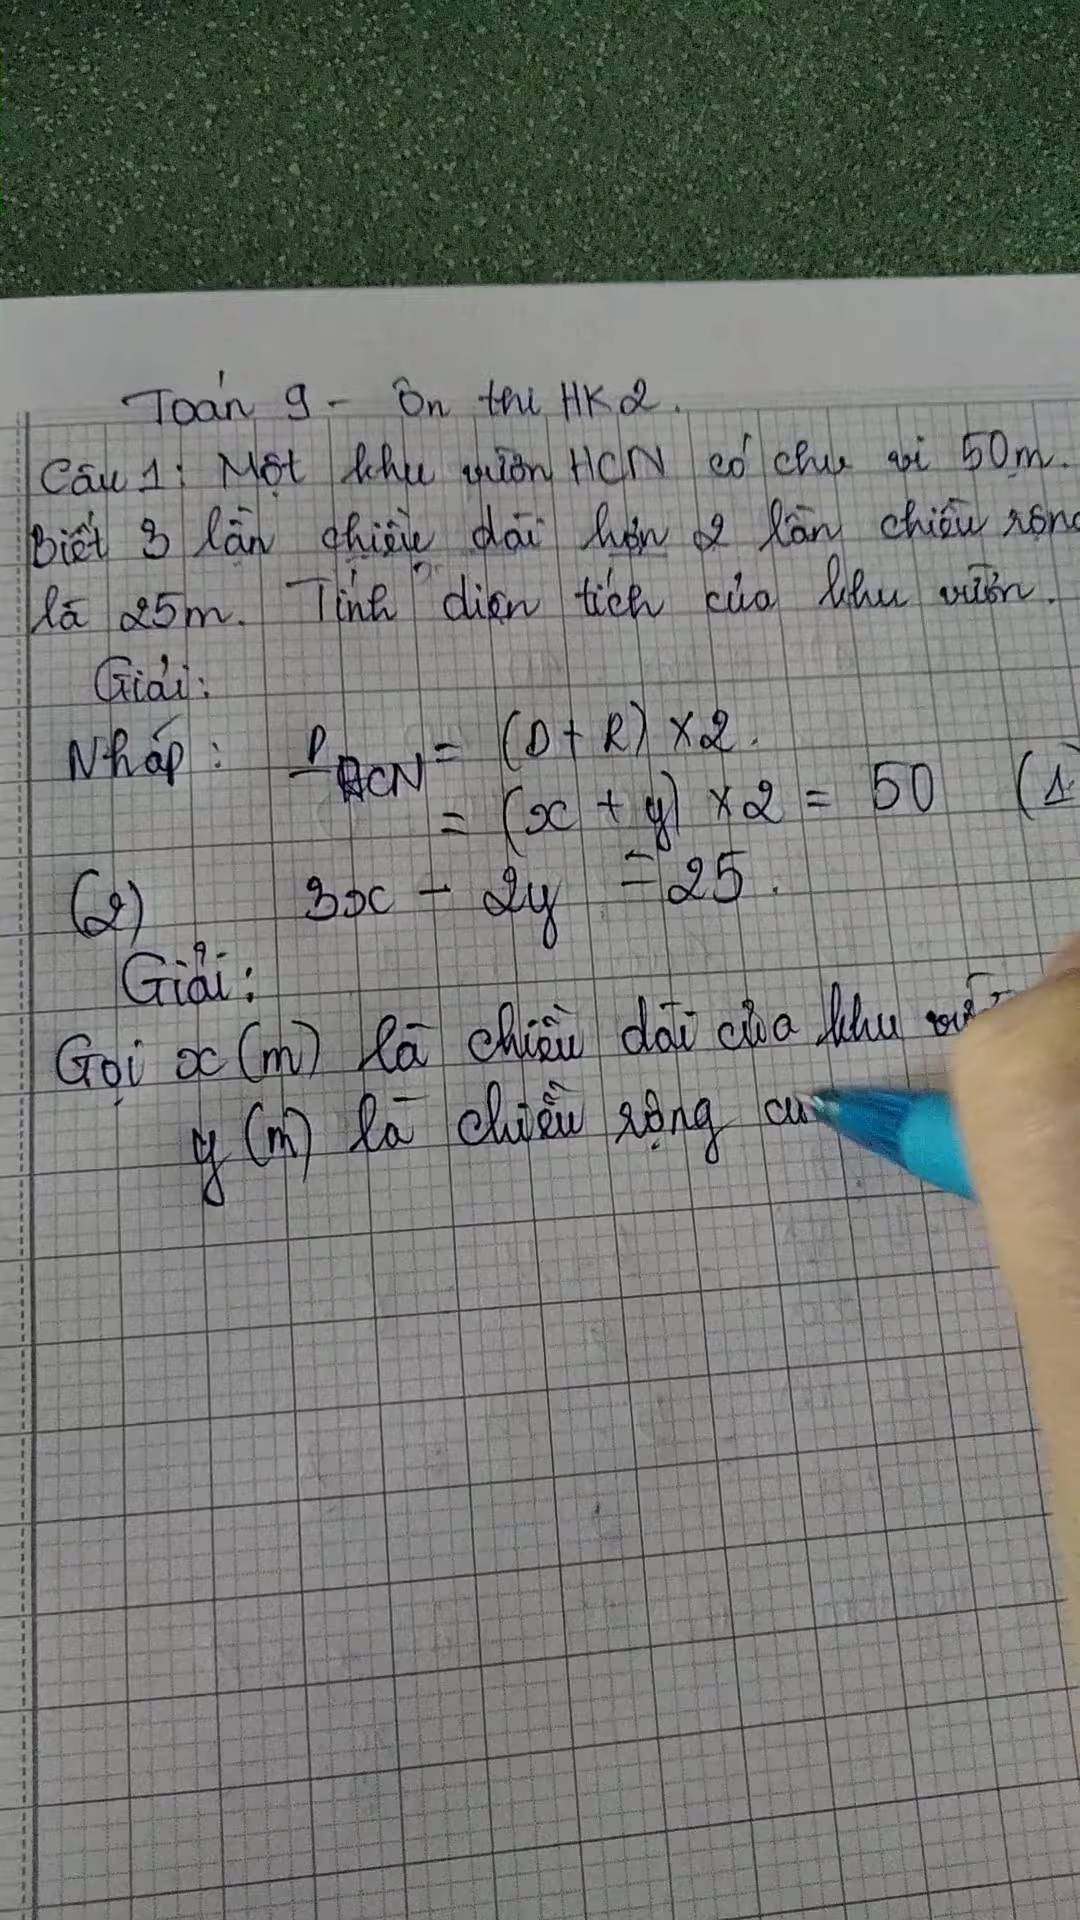 Toán 9 - Ôn thi HK2.
Câu 1: Một khu vườn HCN có chu vi 50m.
Biết 3 lần chiều dài hơn 2 lần chiều rộng
là 25m. Tính diện tích của khu vườn.
Giải:
Nháp: P HCN = (D + R) × 2.
= (x + y) × 2 = 50 (1)
(2) 3x - 2y = 25.
Giải:
Gọi x (m) là chiều dài của khu
y (m) là chiều rộng